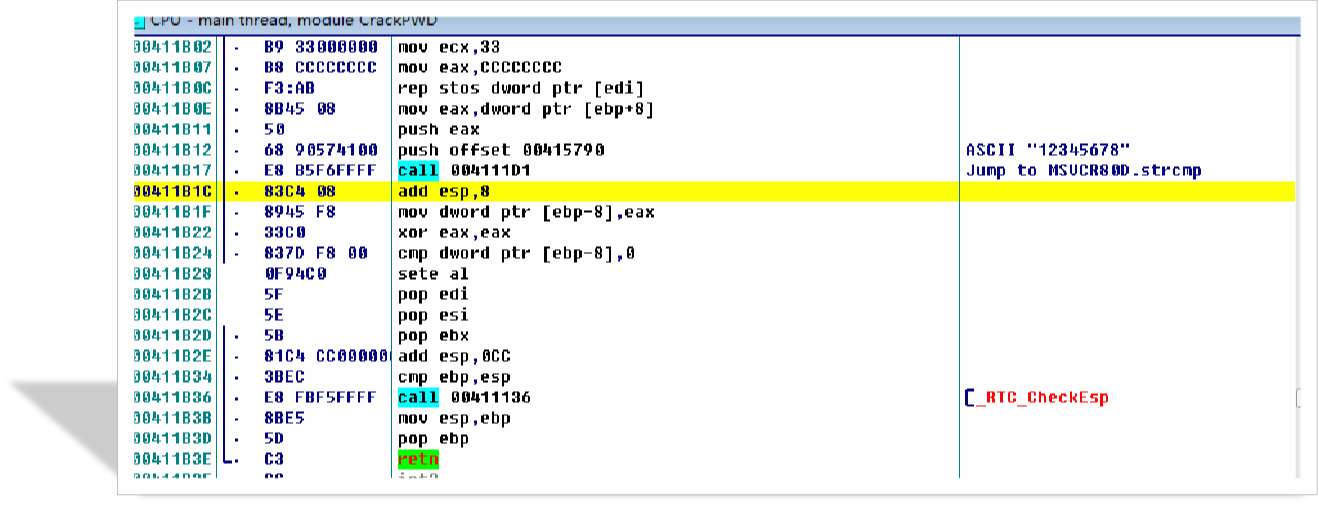 CPU - main thread, module CrackPWD
00411B02 . B9 33000000 mov ecx,33
00411B07 . B8 CCCCCCCC mov eax,CCCCCCCC
00411B0C . F3:AB rep stos dword ptr [edi]
00411B0E . 8B45 08 mov eax,dword ptr [ebp+8]
00411B11 . 50 push eax
00411B12 . 68 90574100 push offset 00415790 ASCII "12345678"
00411B17 . E8 B5F6FFFF call 004111D1 Jump to MSVCR80D.strcmp
00411B1C . 83C4 08 add esp,8
00411B1F . 8945 F8 mov dword ptr [ebp-8],eax
00411B22 . 33C0 xor eax,eax
00411B24 . 837D F8 00 cmp dword ptr [ebp-8],0
00411B28 0F94C0 sete al
00411B2B 5F pop edi
00411B2C 5E pop esi
00411B2D . 5B pop ebx
00411B2E . 81C4 CC00000 add esp,0CC
00411B34 . 3BEC cmp ebp,esp
00411B36 . E8 FBF5FFFF call 00411136 [_RTC_CheckEsp
00411B3B . 8BE5 mov esp,ebp
00411B3D . 5D pop ebp
00411B3E . C3 retn